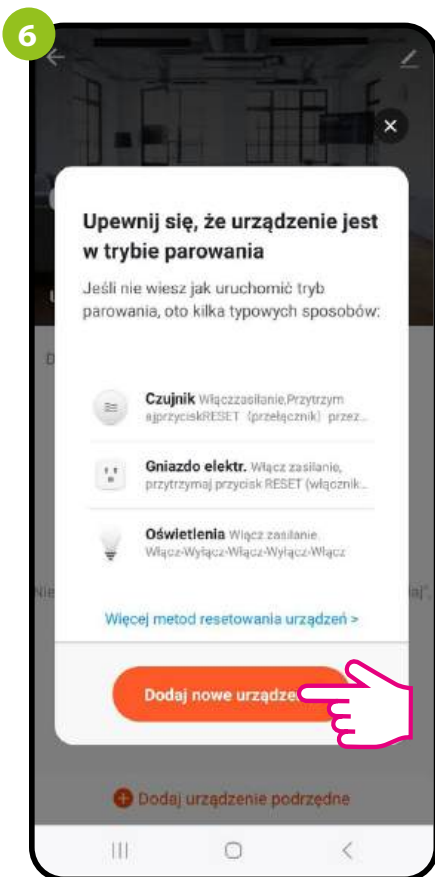 6
Upewnij się, że urządzenie jest
w trybie parowania
Jeśli nie wiesz jak uruchomić tryb
parowania, oto kilka typowych sposobów:
Czujnik Włączzasilanie,Przytrzym
ajprzyciskRESET (przełącznik) przez...
Gniazdo elektr. Włącz zasilanie,
przytrzymaj przycisk RESET (włącznik...
Oświetlenia Włącz zasilanie
Włącz-Wyłącz-Włącz-Wyłącz-Włącz
Więcej metod resetowania urządzeń >
Dodaj nowe
Dodaj urządzenie podrzędne